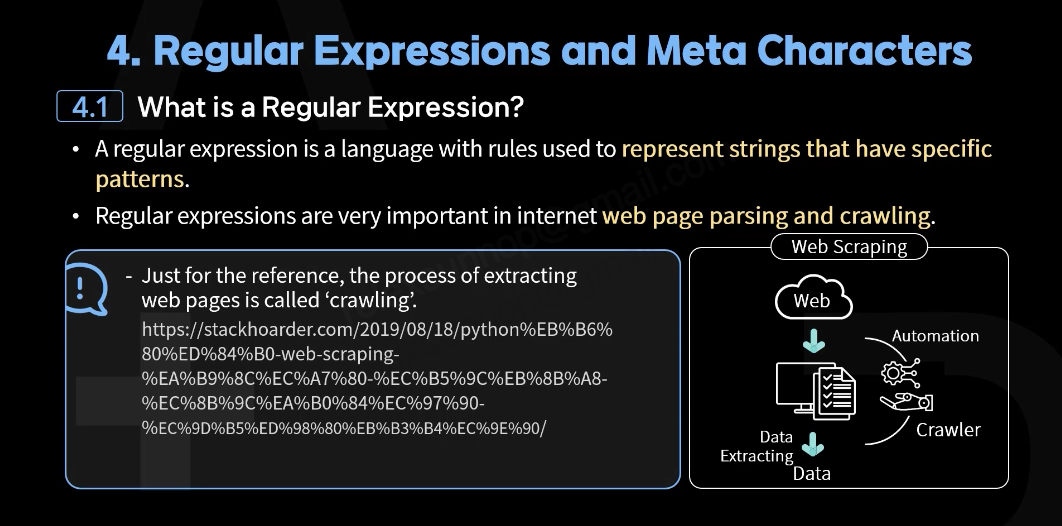 4. Regular Expressions and Meta Characters
4.1 What is a Regular Expression?
• A regular expression is a language with rules used to represent strings that have specific
patterns.
• Regular expressions are very important in internet web page parsing and crawling.
- Just for the reference, the process of extracting
web pages is called ‘crawling’.
https://stackhoarder.com/2019/08/18/python%EB%B6%
80%ED%84%B0-web-scraping-
%EA%B9%8C%EC%A7%80-%EC%B5%9C%EB%8B%A8-
%EC%8B%9C%EA%B0%84%EC%97%90-
%EC%9D%B5%ED%98%80%EB%B3%B4%EC%9E%90/
Web Scraping
Web
Automation
Crawler
Data
Extracting
Data